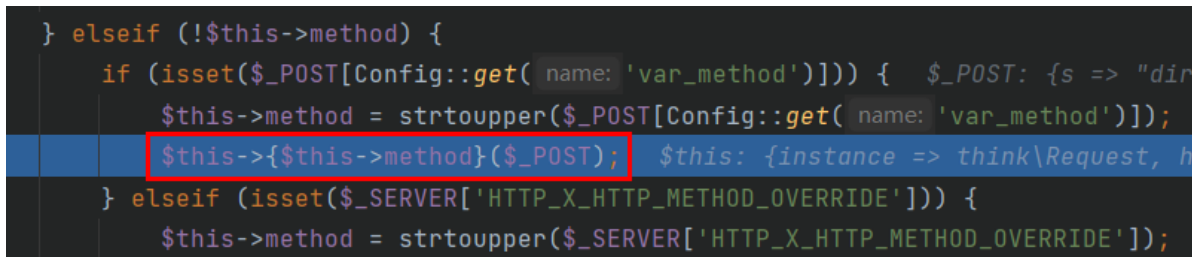 } elseif (!$this->method) {
if (isset($_POST[Config::get( name: 'var_method')])) { $_POST: {s => "dir
$this->method = strtoupper($_POST[Config::get( name: 'var_method')]);
$this->{$this->method}($_POST); $this: {instance => think\Request, h
} elseif (isset($_SERVER['HTTP_X_HTTP_METHOD_OVERRIDE'])) {
$this->method = strtoupper($_SERVER['HTTP_X_HTTP_METHOD_OVERRIDE']);